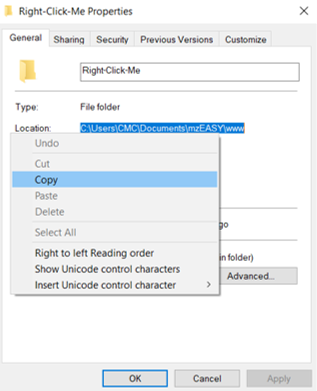 Right-Click-Me Properties
General Sharing Security Previous Versions Customize
Right-Click-Me
Type: File folder
Location: C:\Users\CMC\Documents\mzEASY\www
Undo
Cut
Copy
Paste
Delete
Select All
go
Right to left Reading order
in folder)
Show Unicode control characters
Advanced...
Insert Unicode control character
OK Cancel Apply